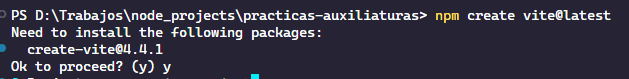 PS D:\Trabajos\node_projects\practicas-auxiliaturas> npm create vite@latest
Need to install the following packages:
create-vite@4.4.1
Ok to proceed? (y) y